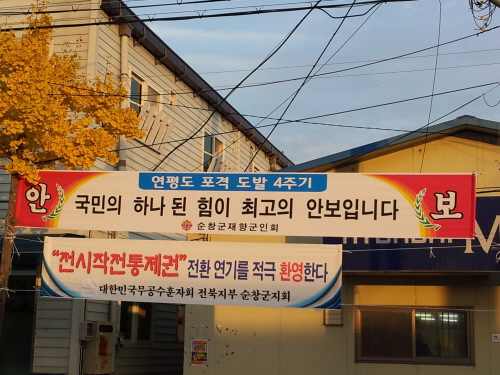 연평도 포격 도발 4주기
안 국민의 하나 된 힘이 최고의 안보입니다 보
순창군재향군인회
"전시작전통제권" 전환 연기를 적극 환영한다
대한민국무공수훈자회 전북지부 순창군지회